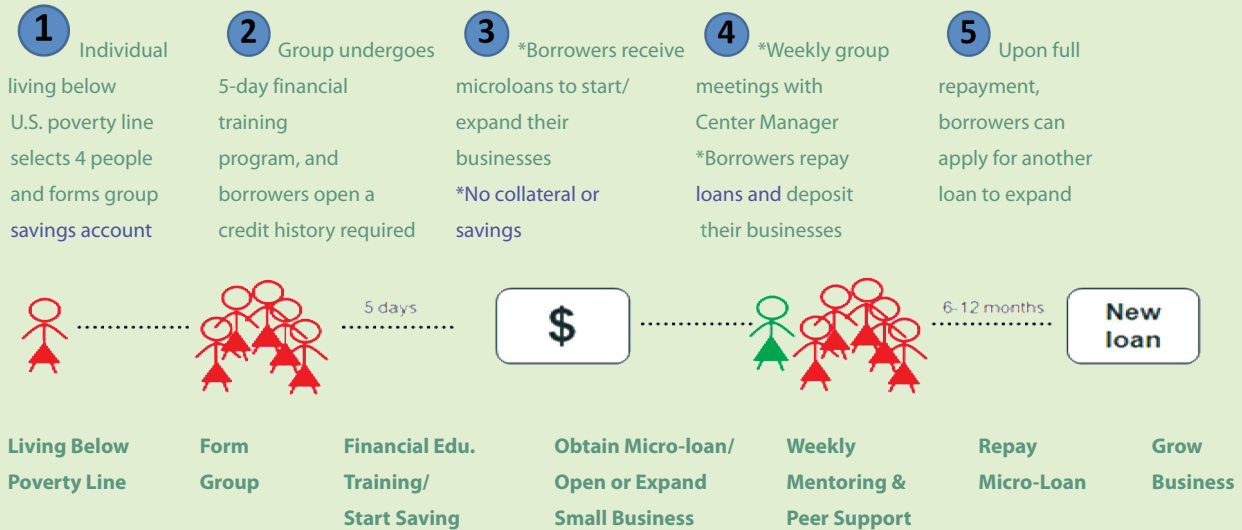 1 Individual
living below
U.S. poverty line
selects 4 people
and forms group
savings account
2 Group undergoes
5-day financial
training
program, and
borrowers open a
credit history required
3 *Borrowers receive
microloans to start/
expand their
businesses
*No collateral or
savings
4 *Weekly group
meetings with
Center Manager
*Borrowers repay
loans and deposit
their businesses
5 Upon full
repayment,
borrowers can
apply for another
loan to expand
5 days
$
6-12 months
New
loan
Living Below
Poverty Line
Form
Group
Financial Edu.
Training/
Start Saving
Obtain Micro-loan/
Open or Expand
Small Business
Weekly
Mentoring &
Peer Support
Repay
Micro-Loan
Grow
Business